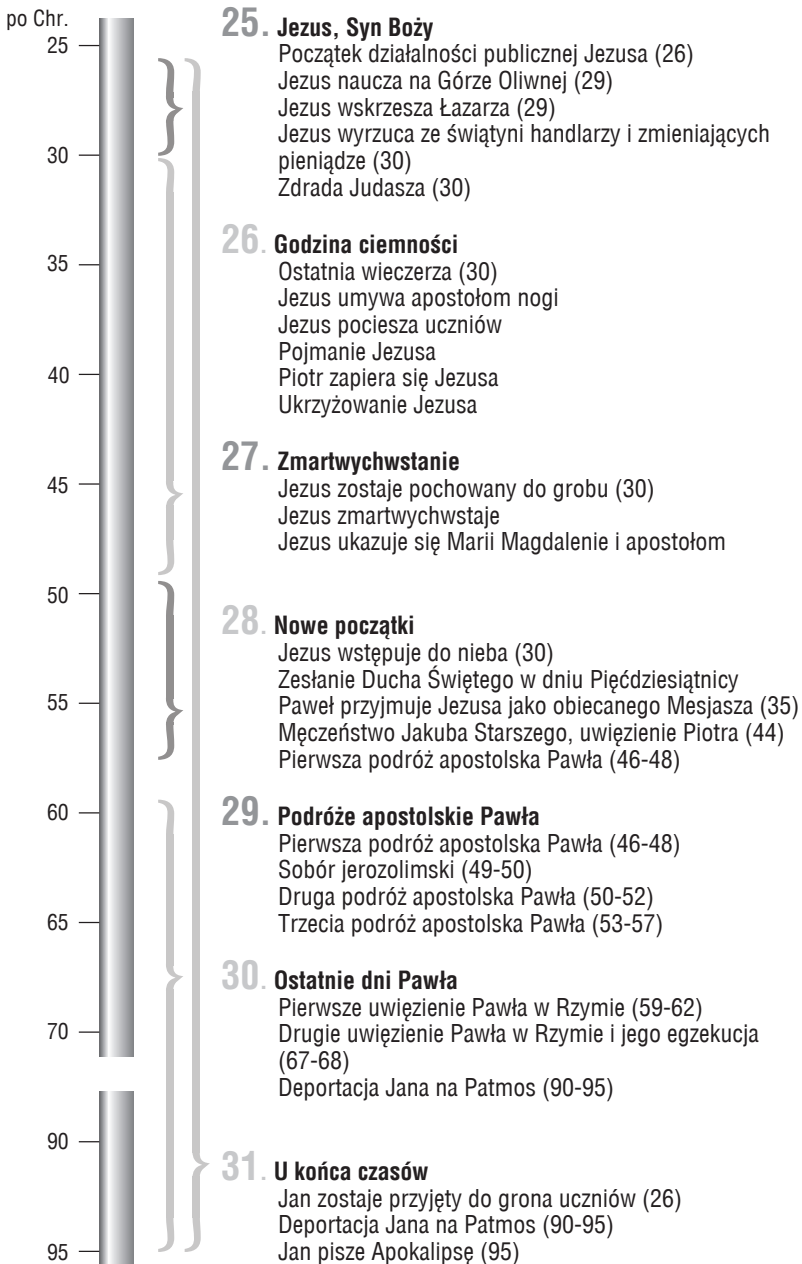 po Chr.
25
30
35
40
45
50
55
60
65
70
90
95
25. Jezus, Syn Boży
Początek działalności publicznej Jezusa (26)
Jezus naucza na Górze Oliwnej (29)
Jezus wskrzesza Łazarza (29)
Jezus wyrzuca ze świątyni handlarzy i zmieniających
pieniądze (30)
Zdrada Judasza (30)
26. Godzina ciemności
Ostatnia wieczerza (30)
Jezus umywa apostołom nogi
Jezus pociesza uczniów
Pojmanie Jezusa
Piotr zapiera się Jezusa
Ukrzyżowanie Jezusa
27. Zmartwychwstanie
Jezus zostaje pochowany do grobu (30)
Jezus zmartwychwstaje
Jezus ukazuje się Marii Magdalenie i apostołom
28. Nowe początki
Jezus wstępuje do nieba (30)
Zesłanie Ducha Świętego w dniu Pięćdziesiątnicy
Paweł przyjmuje Jezusa jako obiecanego Mesjasza (35)
Męczeństwo Jakuba Starszego, uwięzienie Piotra (44)
Pierwsza podróż apostolska Pawła (46-48)
29. Podróże apostolskie Pawła
Pierwsza podróż apostolska Pawła (46-48)
Sobór jerozolimski (49-50)
Druga podróż apostolska Pawła (50-52)
Trzecia podróż apostolska Pawła (53-57)
30. Ostatnie dni Pawła
Pierwsze uwięzienie Pawła w Rzymie (59-62)
Drugie uwięzienie Pawła w Rzymie i jego egzekucja
(67-68)
Deportacja Jana na Patmos (90-95)
31. U końca czasów
Jan zostaje przyjęty do grona uczniów (26)
Deportacja Jana na Patmos (90-95)
Jan pisze Apokalipsę (95)